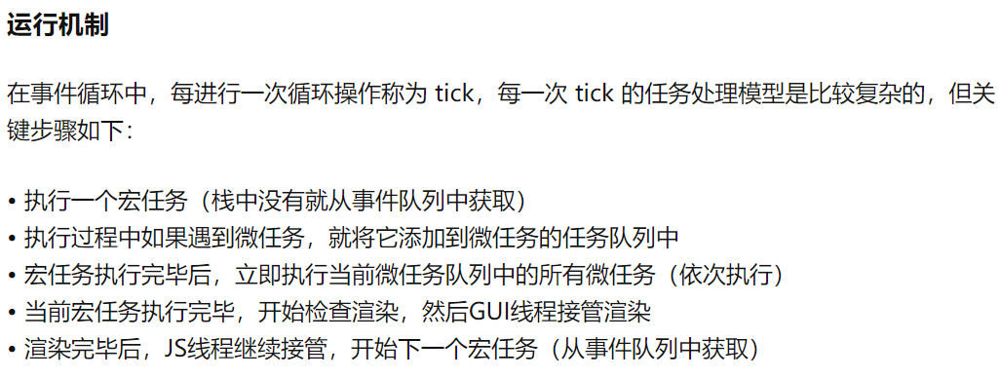 运行机制
在事件循环中，每进行一次循环操作称为 tick，每一次 tick 的任务处理模型是比较复杂的，但关
键步骤如下：
• 执行一个宏任务（栈中没有就从事件队列中获取）
• 执行过程中如果遇到微任务，就将它添加到微任务的任务队列中
• 宏任务执行完毕后，立即执行当前微任务队列中的所有微任务（依次执行）
• 当前宏任务执行完毕，开始检查渲染，然后GUI线程接管渲染
• 渲染完毕后，JS线程继续接管，开始下一个宏任务（从事件队列中获取）